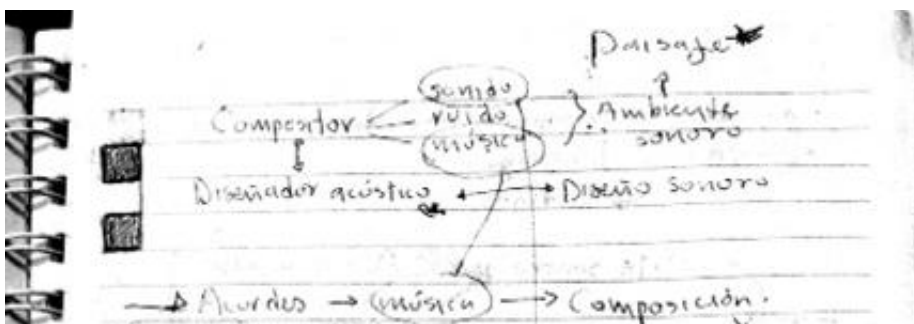 Paisaje
sonido
Compositor ruido } Ambiente
música sonoro
Diseñador acústico ↔ Diseño sonoro
→ Acordes → música → Composición.